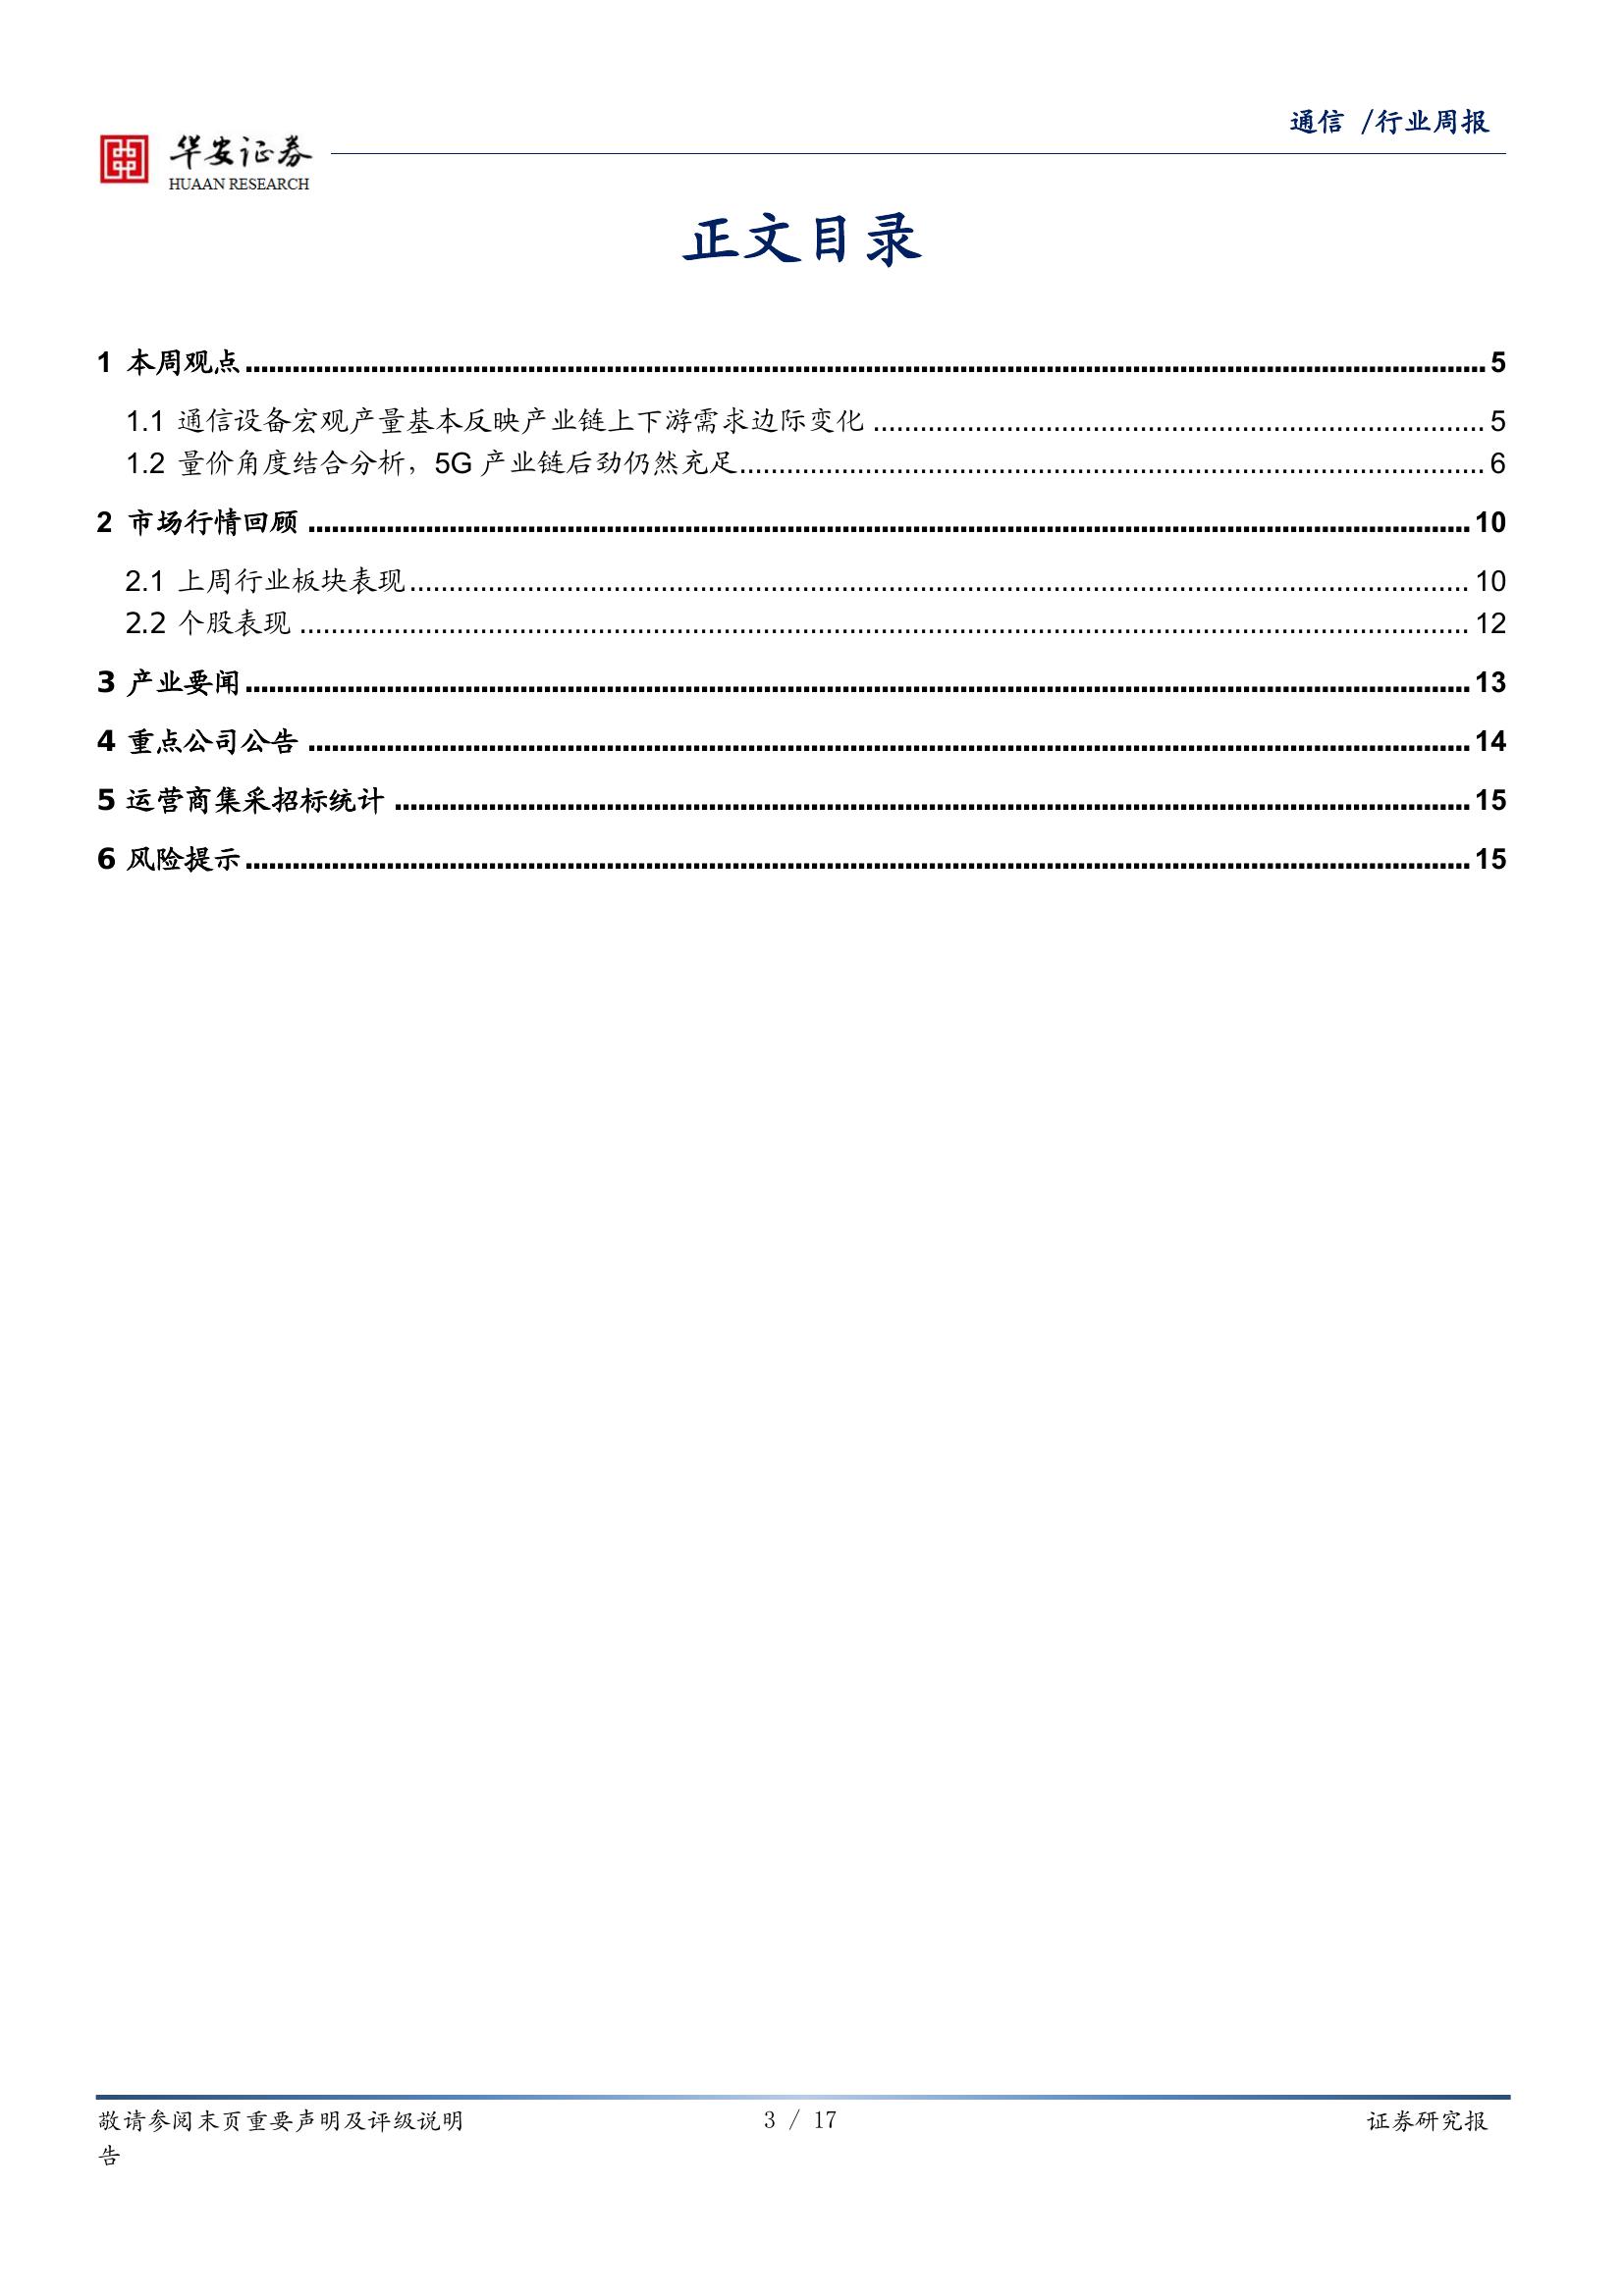 通信 /行业周报
华安证券
HUAAN RESEARCH
正文目录
1 本周观点 5
1.1 通信设备宏观产量基本反映产业链上下游需求边际变化 5
1.2 量价角度结合分析，5G 产业链后劲仍然充足 6
2 市场行情回顾 10
2.1 上周行业板块表现 10
2.2 个股表现 12
3 产业要闻 13
4 重点公司公告 14
5 运营商集采招标统计 15
6 风险提示 15
敬请参阅末页重要声明及评级说明 3 / 17 证券研究报
告